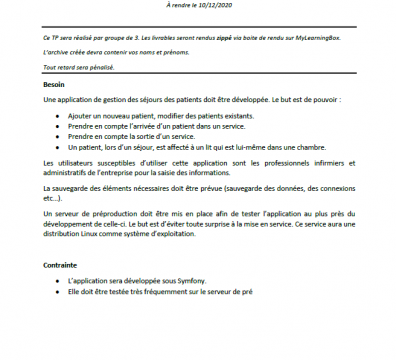 À rendre le 10/12/2020
Ce TP sera réalisé par groupe de 3. Les livrables seront rendus zippé via boite de rendu sur MyLearningBox.
L'archive créée devra contenir vos noms et prénoms.
Tout retard sera pénalisé.
Besoin
Une application de gestion des séjours des patients doit être développée. Le but est de pouvoir :
• Ajouter un nouveau patient, modifier des patients existants.
• Prendre en compte l'arrivée d'un patient dans un service.
• Prendre en compte la sortie d'un service.
• Un patient, lors d'un séjour, est affecté à un lit qui est lui-même dans une chambre.
Les utilisateurs susceptibles d'utiliser cette application sont les professionnels infirmiers et
administratifs de l'entreprise pour la saisie des informations.
La sauvegarde des éléments nécessaires doit être prévue (sauvegarde des données, des connexions
etc…).
Un serveur de préproduction doit être mis en place afin de tester l'application au plus près du
développement de celle-ci. Le but est d'éviter toute surprise à la mise en service. Ce service aura une
distribution Linux comme système d'exploitation.
Contrainte
• L'application sera développée sous Symfony.
• Elle doit être testée très fréquemment sur le serveur de pré